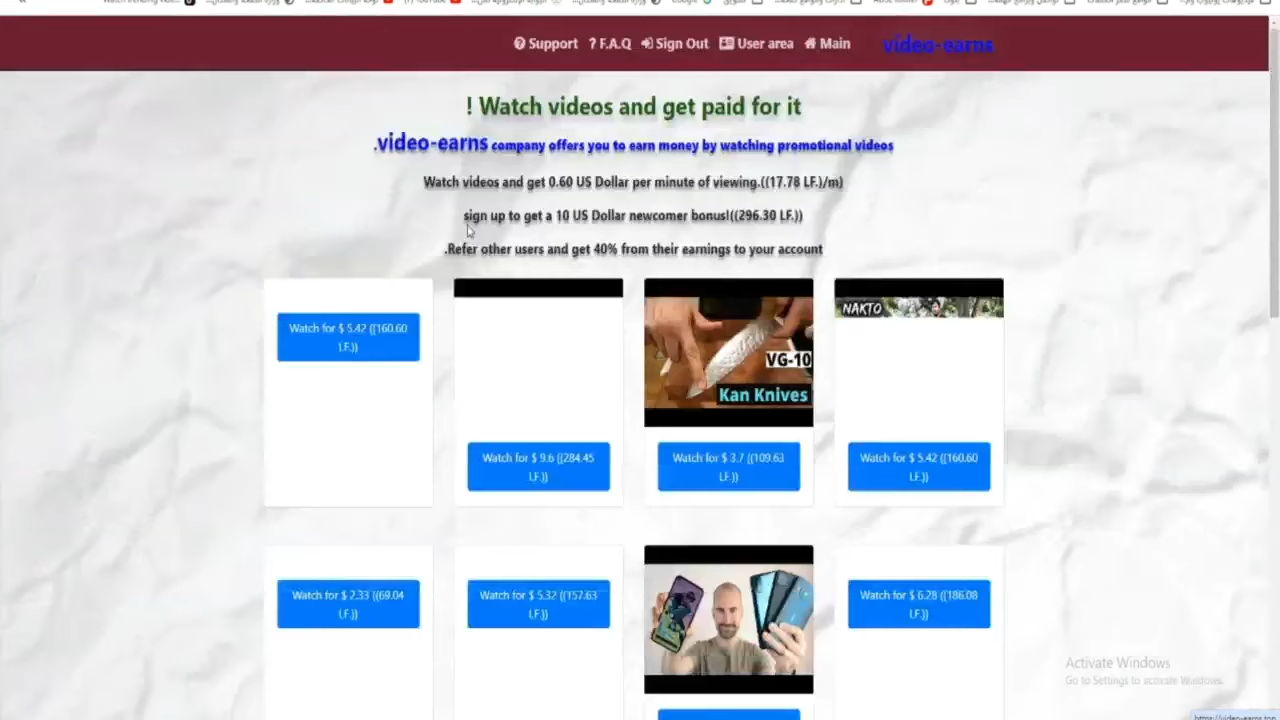 Support
F.A.Q
Sign Out
User area
Main
video-earns
! Watch videos and get paid for it
.video-earns company offers you to earn money by watching promotional videos
Watch videos and get 0.60 US Dollar per minute of viewing.((17.78 LF.)/m)
sign up to get a 10 US Dollar newcomer bonus!((296.30 LF.))
.Refer other users and get 40% from their earnings to your account
NAKTO
VG-10
Kan Knives
Watch for $ 5.42 ((160.60
LF.))
Watch for $ 9.6 ((284.45
LF.))
Watch for $ 3.7 ((109.63
LF.))
Watch for $ 5.42 ((160.60
LF.))
Watch for $ 2.33 ((69.04
LF.))
Watch for $ 5.32 ((157.63
LF.))
Watch for $ 6.28 ((186.08
LF.))
Activate Windows
Go to Settings to activate Windows.
https://video-earns.top